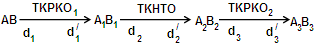 AB ТКРКО₁ A₁B₁ ТКНТО A₂B₂ ТКРКО₂ A₃B₃
d₁ d₁′ d₂ d₂′ d₃ d₃′